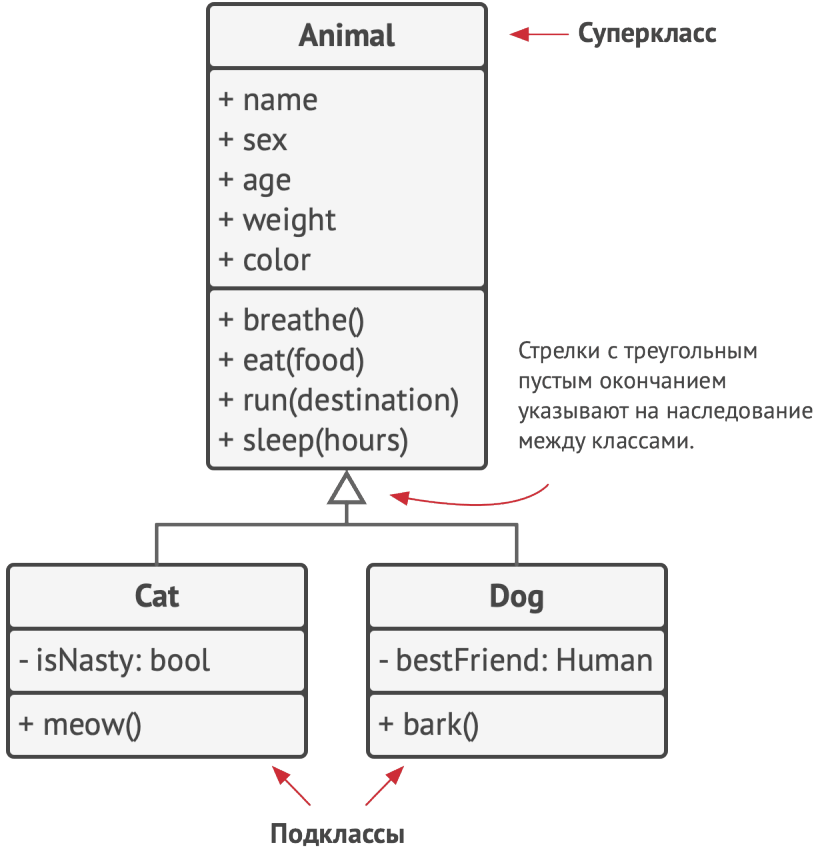 Animal
Суперкласс
+ name
+ sex
+ age
+ weight
+ color
+ breathe()
+ eat(food)
+ run(destination)
+ sleep(hours)
Стрелки с треугольным
пустым окончанием
указывают на наследование
между классами.
Cat
- isNasty: bool
+ meow()
Dog
- bestFriend: Human
+ bark()
Подклассы